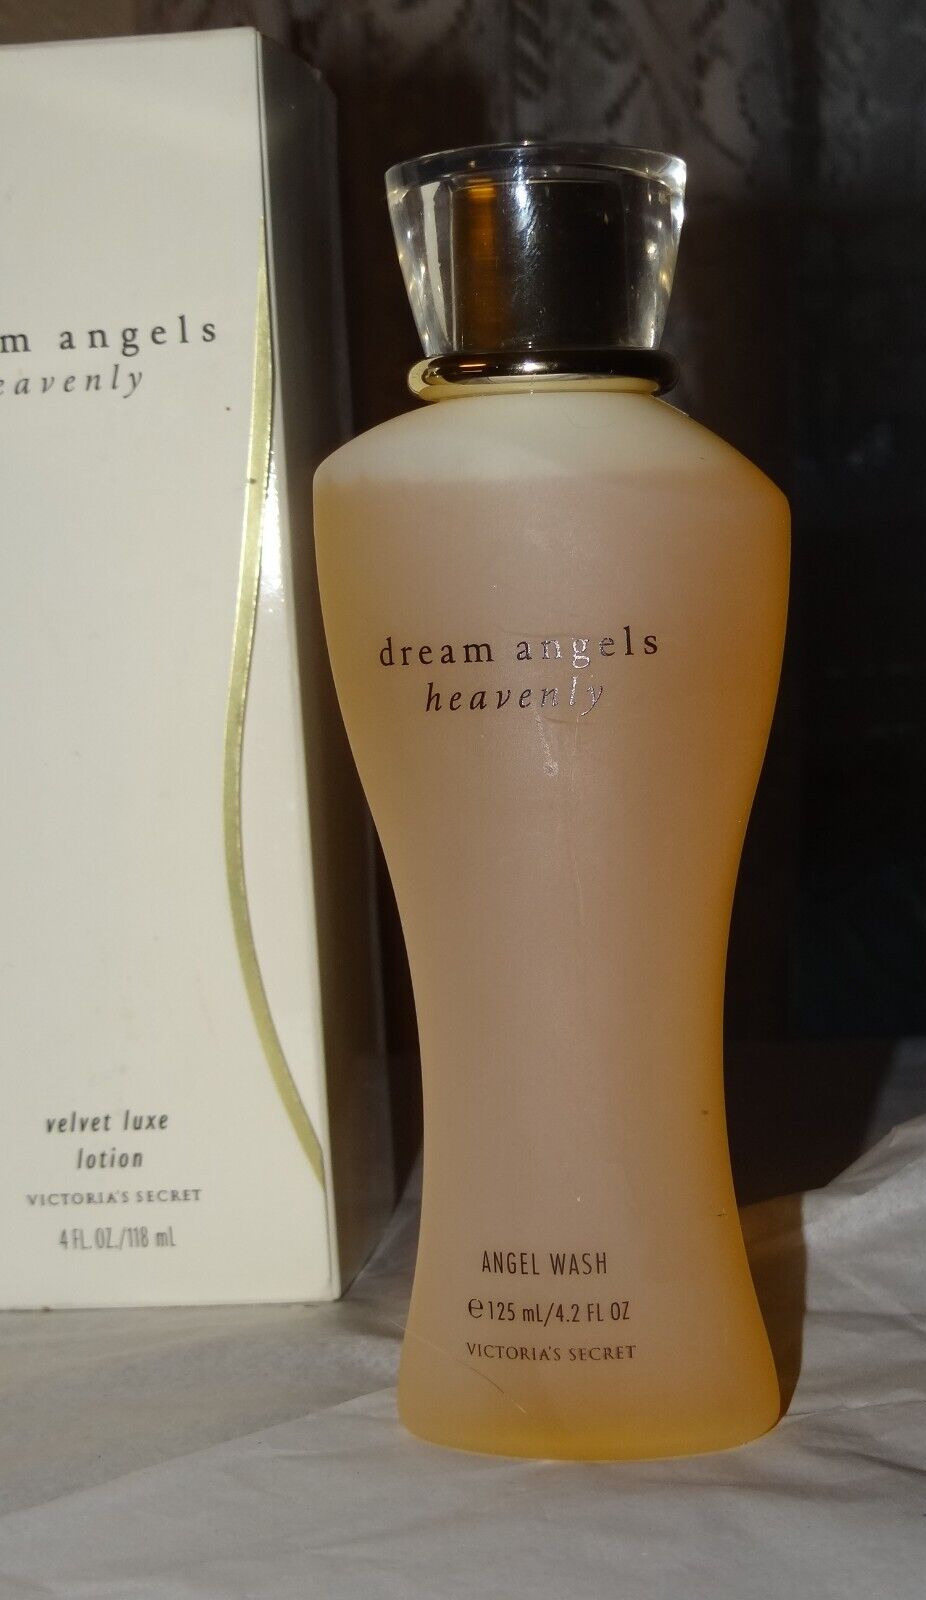 m angels
eavenly
velvet luxe
lotion
VICTORIA'S SECRET
4 FL. OZ./118 mL
dream angels
heavenly
ANGEL WASH
℮125 mL/4.2 FL OZ
VICTORIA'S SECRET